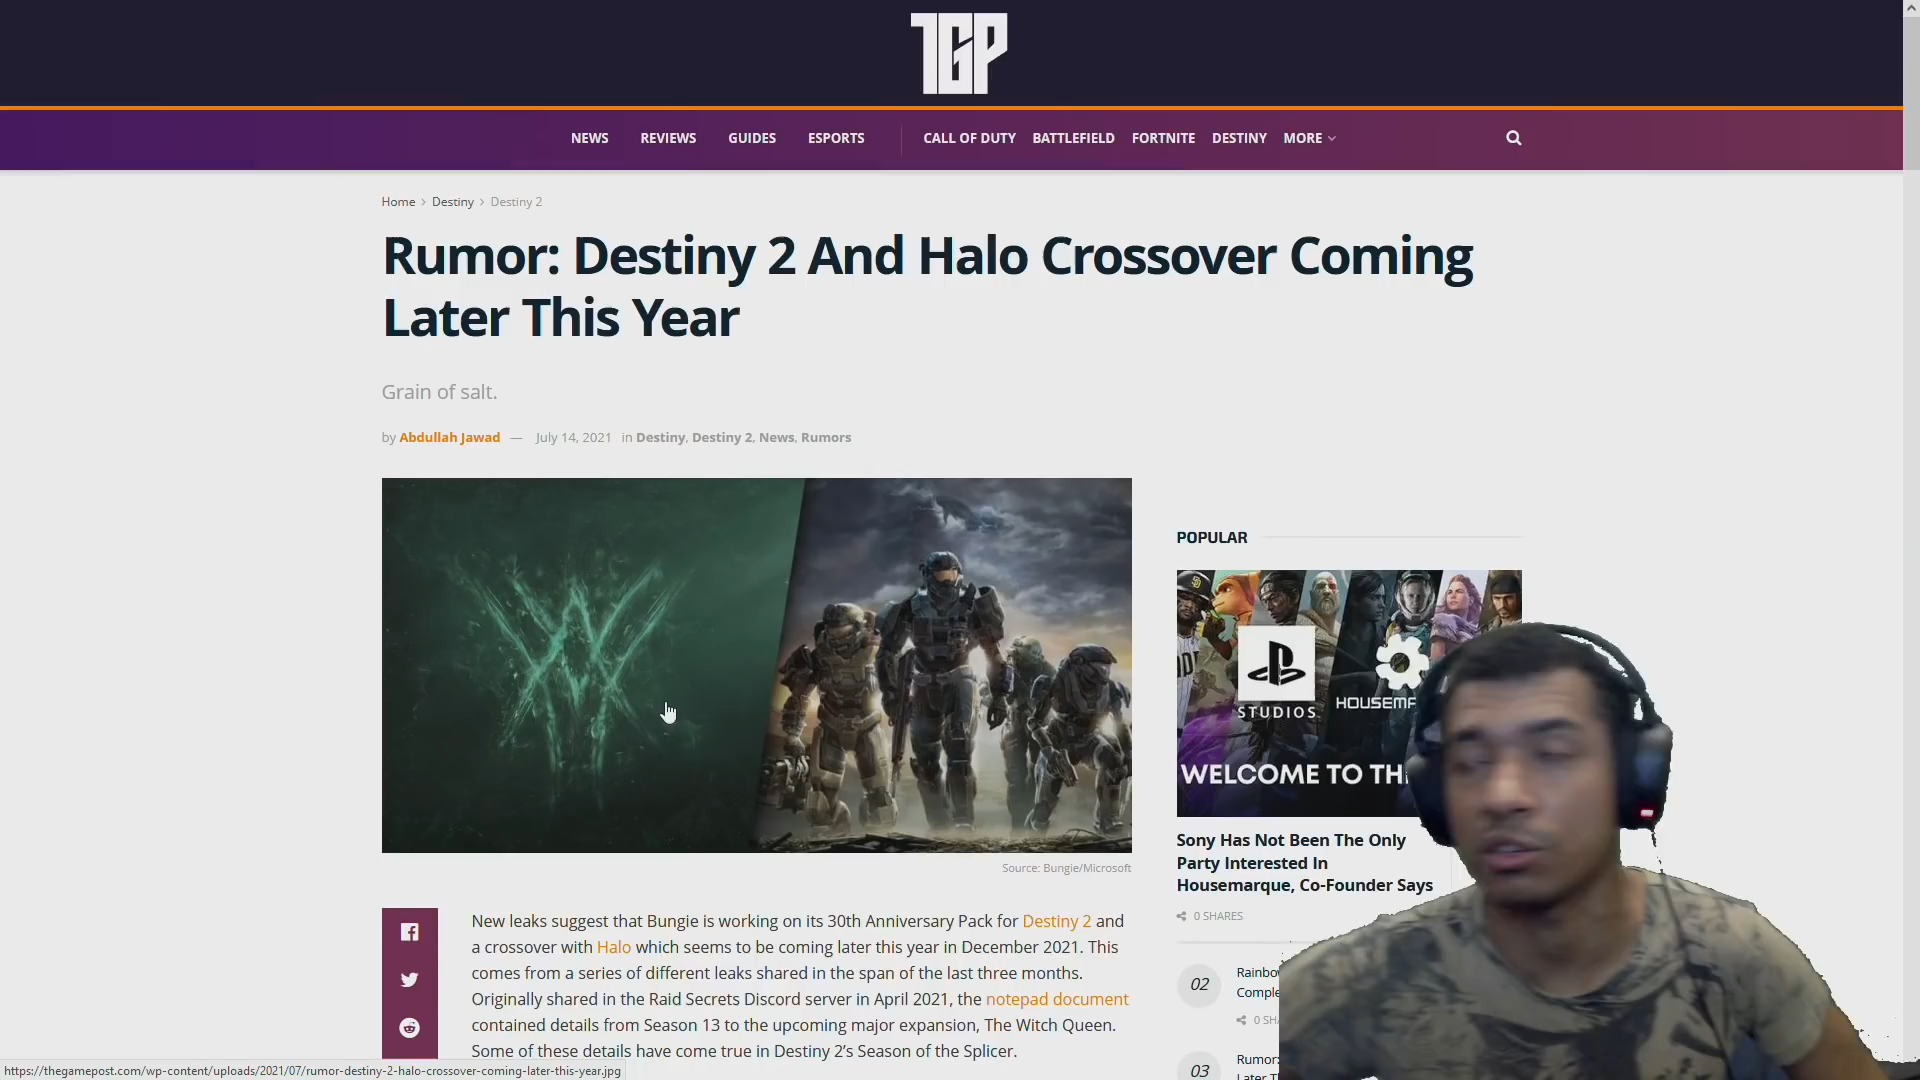 TGP
NEWS REVIEWS GUIDES ESPORTS CALL OF DUTY BATTLEFIELD FORTNITE DESTINY MORE
Home > Destiny > Destiny 2
Rumor: Destiny 2 And Halo Crossover Coming
Later This Year
Grain of salt.
by Abdullah Jawad — July 14, 2021 in Destiny, Destiny 2, News, Rumors
Source: Bungie/Microsoft
New leaks suggest that Bungie is working on its 30th Anniversary Pack for Destiny 2 and
a crossover with Halo which seems to be coming later this year in December 2021. This
comes from a series of different leaks shared in the span of the last three months.
Originally shared in the Raid Secrets Discord server in April 2021, the notepad document
contained details from Season 13 to the upcoming major expansion, The Witch Queen.
Some of these details have come true in Destiny 2's Season of the Splicer.
POPULAR
STUDIOS
HOUSEMF
WELCOME TO TH
Sony Has Not Been The Only
Party Interested In
Housemarque, Co-Founder Says
0 SHARES
02
Rainbo
Comple
0 SHA
03
Rumor:
Later T
https://thegamepost.com/wp-content/uploads/2021/07/rumor-destiny-2-halo-crossover-coming-later-this-year.jpg